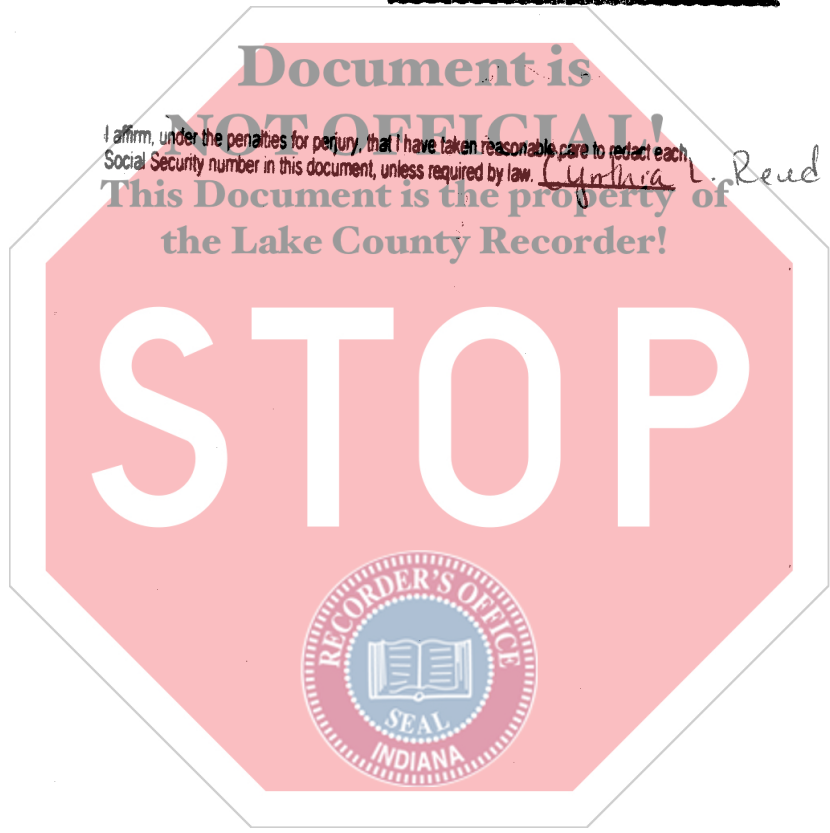 Document is
NOT OFFICIAL!
I affirm, under the penalties for perjury, that I have taken reasonable care to redact each
Social Security number in this document, unless required by law. Cynthia L. Reed
This Document is the property of
the Lake County Recorder!
STOP
RECORDER'S OFFICE
SEAL
INDIANA